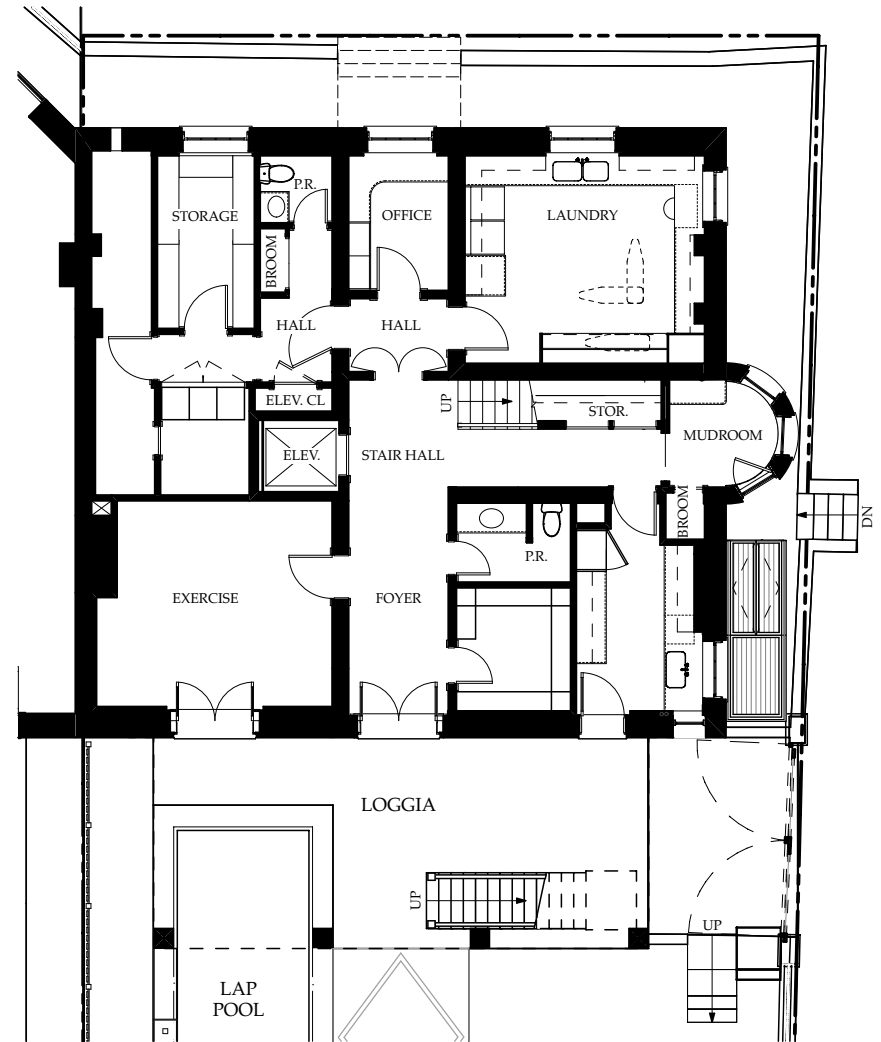 P.R.
STORAGE
OFFICE
LAUNDRY
BROOM
HALL
HALL
ELEV. CL
UP
STOR.
MUDROOM
ELEV.
STAIR HALL
BROOM
DN
P.R.
EXERCISE
FOYER
LOGGIA
UP
UP
LAP
POOL